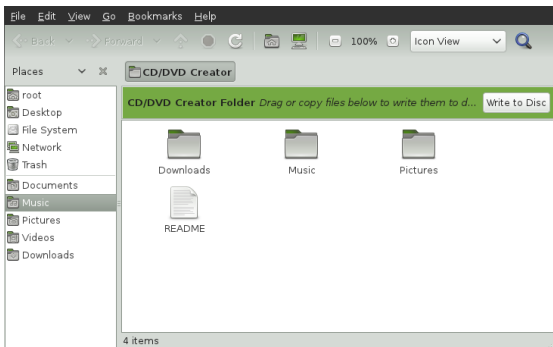 File Edit View Go Bookmarks Help
Back Forward 100% Icon View
Places CD/DVD Creator
root
Desktop
File System
Network
Trash
Documents
Music
Pictures
Videos
Downloads
CD/DVD Creator Folder Drag or copy files below to write them to d... Write to Disc
Downloads Music Pictures
README
4 items